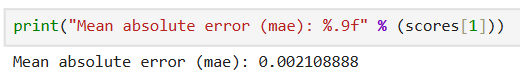 print("Mean absolute error (mae): %.9f" % (scores[1]))
Mean absolute error (mae): 0.002108888